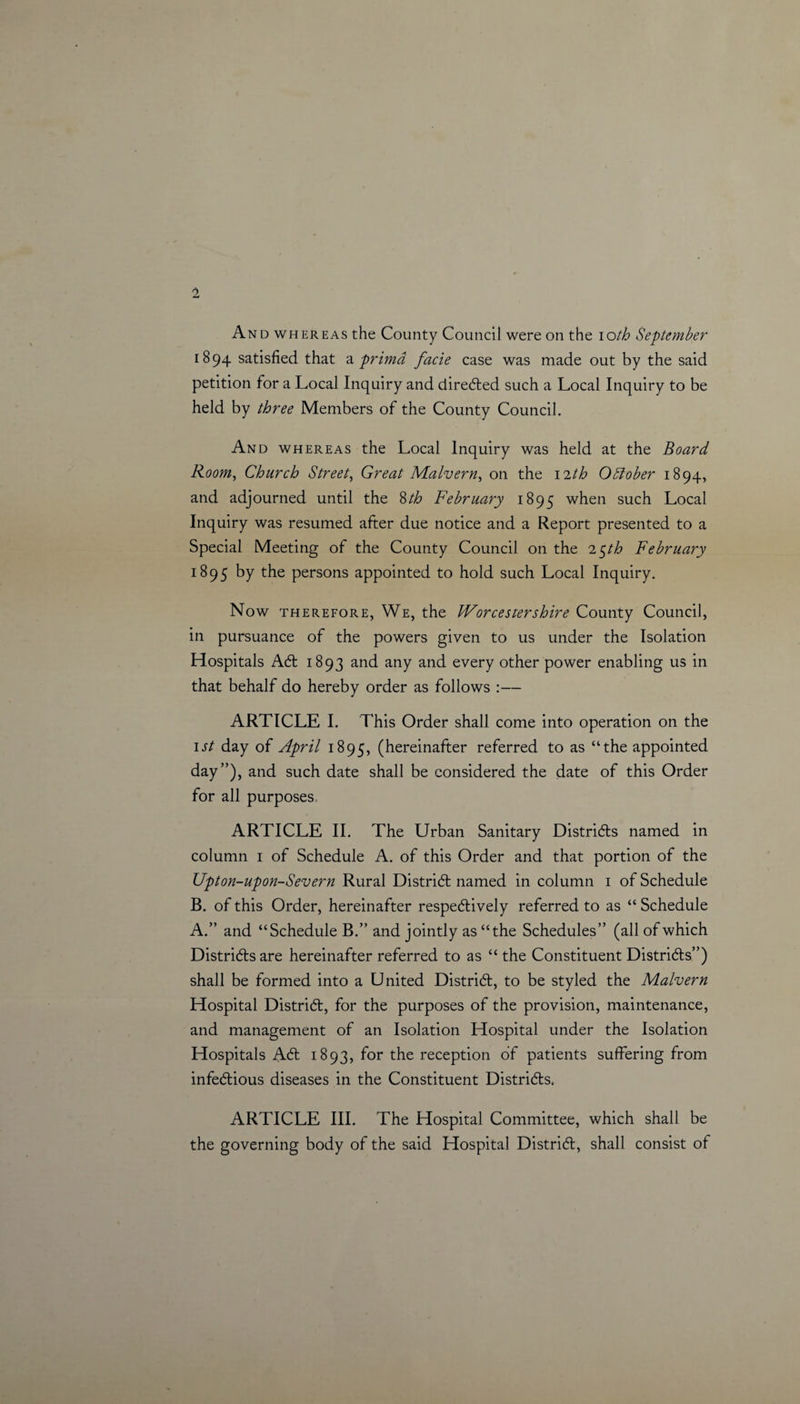 2
And whereas the County Council were on the 10th September
1894 satisfied that a primâ facie case was made out by the said
petition for a Local Inquiry and directed such a Local Inquiry to be
held by three Members of the County Council.
And whereas the Local Inquiry was held at the Board
Room, Church Street, Great Malvern, on the 12th October 1894,
and adjourned until the 8th February 1895 when such Local
Inquiry was resumed after due notice and a Report presented to a
Special Meeting of the County Council on the 25th February
1895 by the persons appointed to hold such Local Inquiry.
Now therefore, We, the Worcestershire County Council,
in pursuance of the powers given to us under the Isolation
Hospitals Act 1893 and any and every other power enabling us in
that behalf do hereby order as follows :—
ARTICLE I. This Order shall come into operation on the
1st day of April 1895, (hereinafter referred to as “the appointed
day”), and such date shall be considered the date of this Order
for all purposes.
ARTICLE II. The Urban Sanitary Districts named in
column 1 of Schedule A. of this Order and that portion of the
Upton-upon-Severn Rural District named in column 1 of Schedule
B. of this Order, hereinafter respectively referred to as “Schedule
A.” and “Schedule B.” and jointly as “the Schedules” (all of which
Districts are hereinafter referred to as “ the Constituent Districts”)
shall be formed into a United District, to be styled the Malvern
Hospital District, for the purposes of the provision, maintenance,
and management of an Isolation Hospital under the Isolation
Hospitals Act 1893, for the reception of patients suffering from
infectious diseases in the Constituent Districts.
ARTICLE III. The Hospital Committee, which shall be
the governing body of the said Hospital District, shall consist of